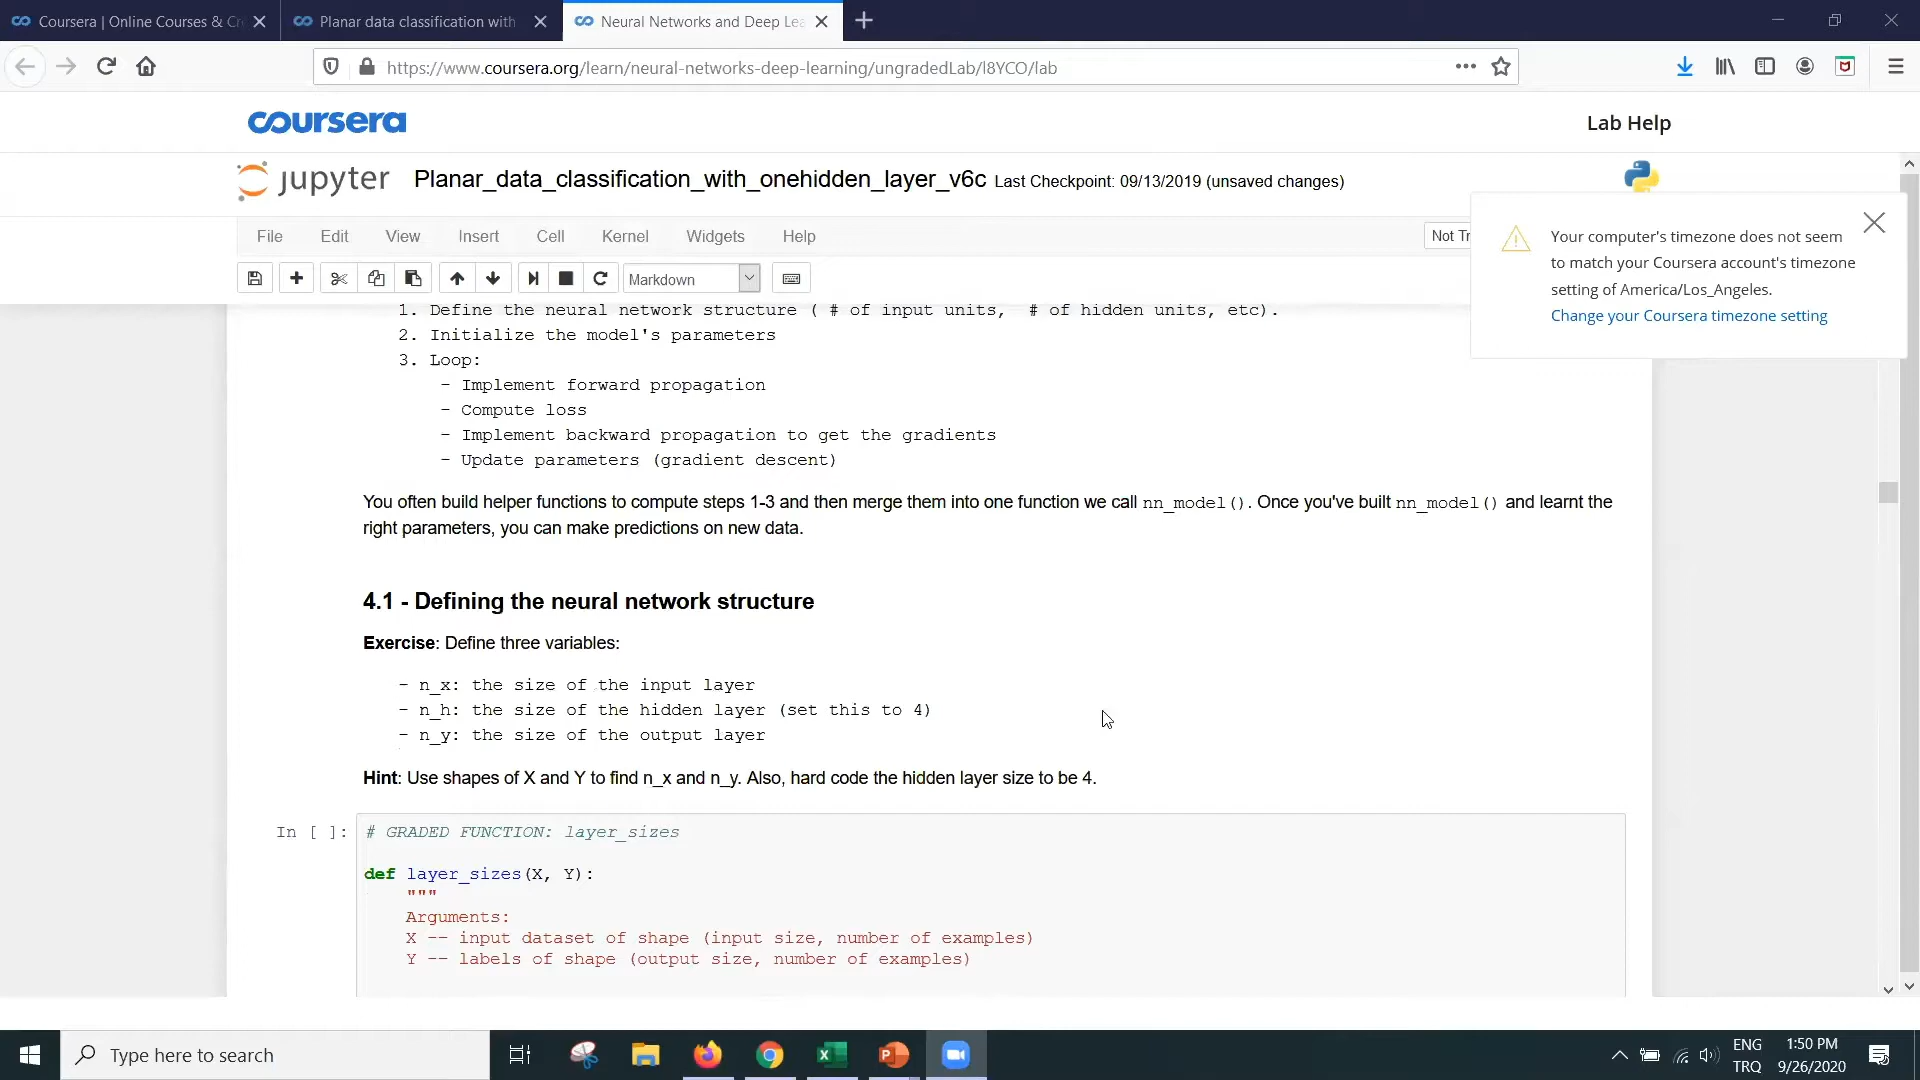 Coursera | Online Courses & Cr
Planar data classification with
Neural Networks and Deep Lea
https://www.coursera.org/learn/neural-networks-deep-learning/ungradedLab/l8YCO/lab
coursera
Lab Help
jupyter
Planar_data_classification_with_onehidden_layer_v6c Last Checkpoint: 09/13/2019 (unsaved changes)
File Edit View Insert Cell Kernel Widgets Help
Not Tr
Markdown
Your computer's timezone does not seem
to match your Coursera account's timezone
setting of America/Los_Angeles.
Change your Coursera timezone setting
1. Define the neural network structure ( # of input units,  # of hidden units, etc).
2. Initialize the model's parameters
3. Loop:
- Implement forward propagation
- Compute loss
- Implement backward propagation to get the gradients
- Update parameters (gradient descent)
You often build helper functions to compute steps 1-3 and then merge them into one function we call nn_model(). Once you've built nn_model() and learnt the
right parameters, you can make predictions on new data.
4.1 - Defining the neural network structure
Exercise: Define three variables:
- n_x: the size of the input layer
- n_h: the size of the hidden layer (set this to 4)
- n_y: the size of the output layer
Hint: Use shapes of X and Y to find n_x and n_y. Also, hard code the hidden layer size to be 4.
In [ ]:
# GRADED FUNCTION: layer_sizes
def layer_sizes(X, Y):
"""
Arguments:
X -- input dataset of shape (input size, number of examples)
Y -- labels of shape (output size, number of examples)
Type here to search
ENG
TRQ
1:50 PM
9/26/2020